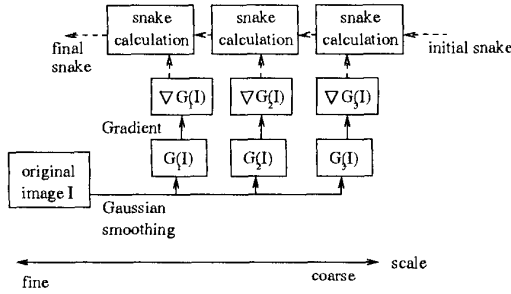 snake calculation
snake calculation
snake calculation
final snake
initial snake
∇ G₁(I)
∇ G₂(I)
∇ G₃(I)
Gradient
G₁(I)
G₂(I)
G₃(I)
original image I
Gaussian smoothing
scale
fine
coarse